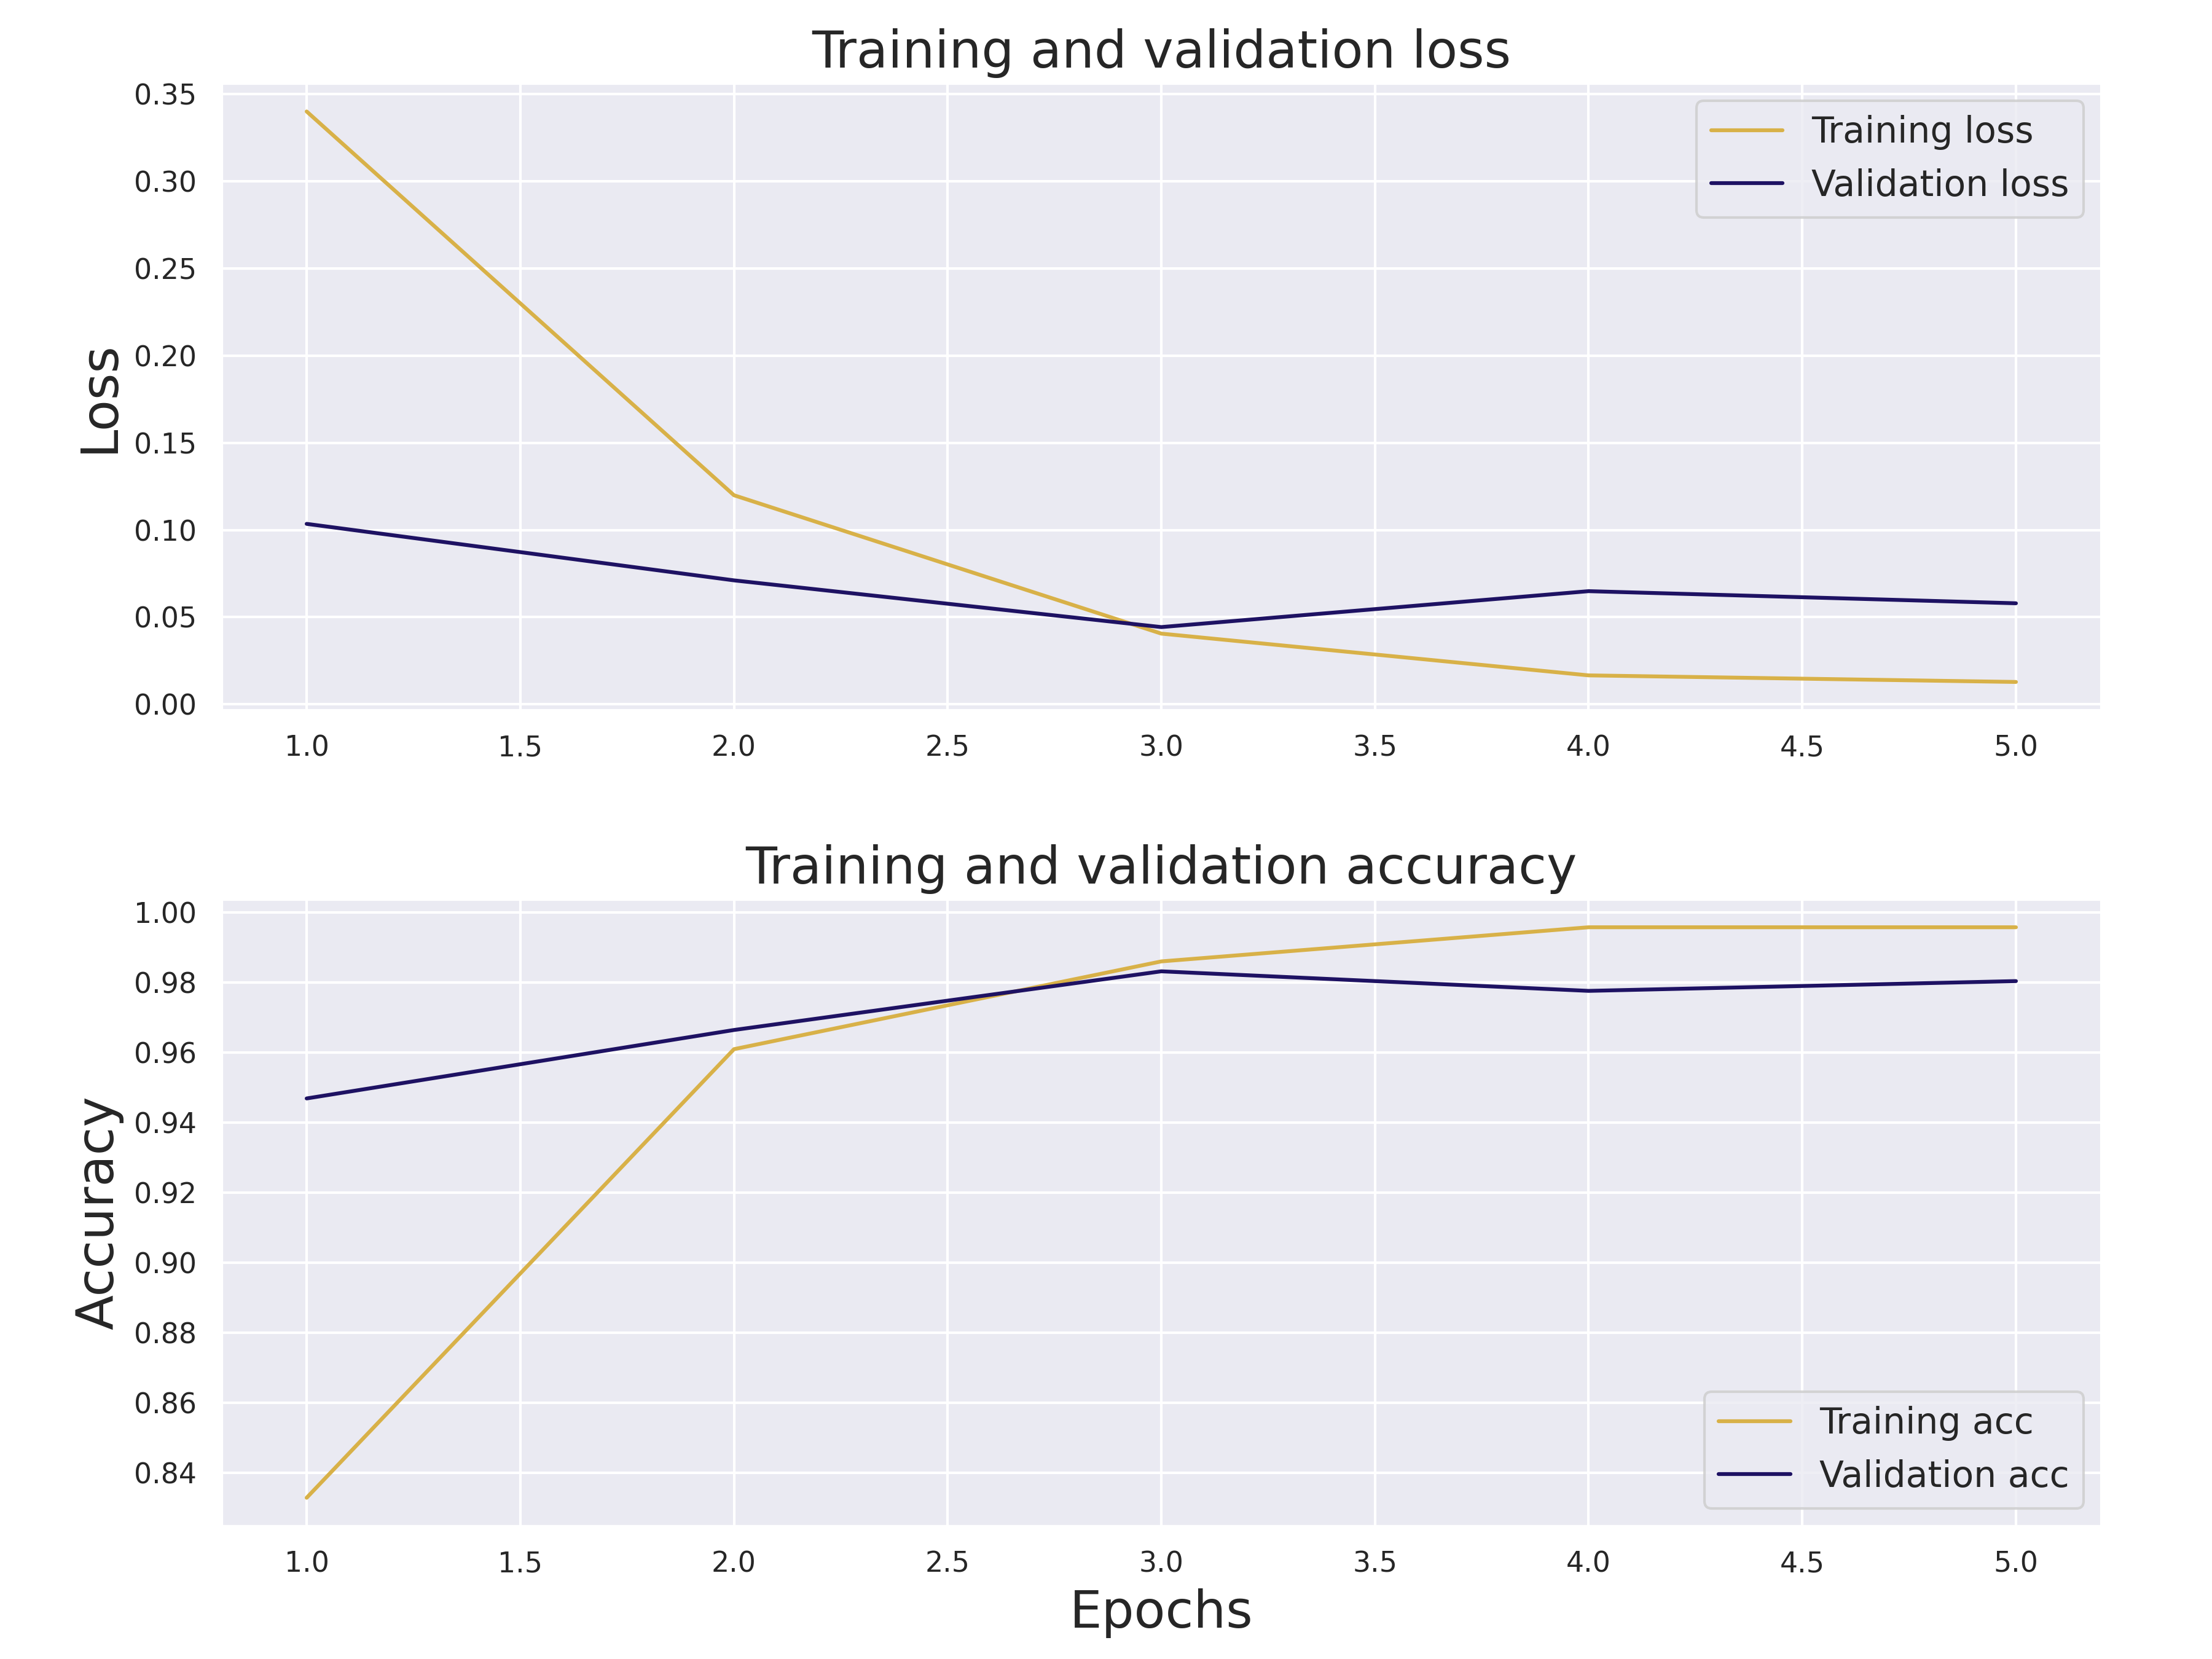 Training and validation loss
Loss
0.35
0.30
0.25
0.20
0.15
0.10
0.05
0.00
Training loss
Validation loss
1.0 1.5 2.0 2.5 3.0 3.5 4.0 4.5 5.0
Training and validation accuracy
Accuracy
1.00
0.98
0.96
0.94
0.92
0.90
0.88
0.86
0.84
Training acc
Validation acc
1.0 1.5 2.0 2.5 3.0 3.5 4.0 4.5 5.0
Epochs